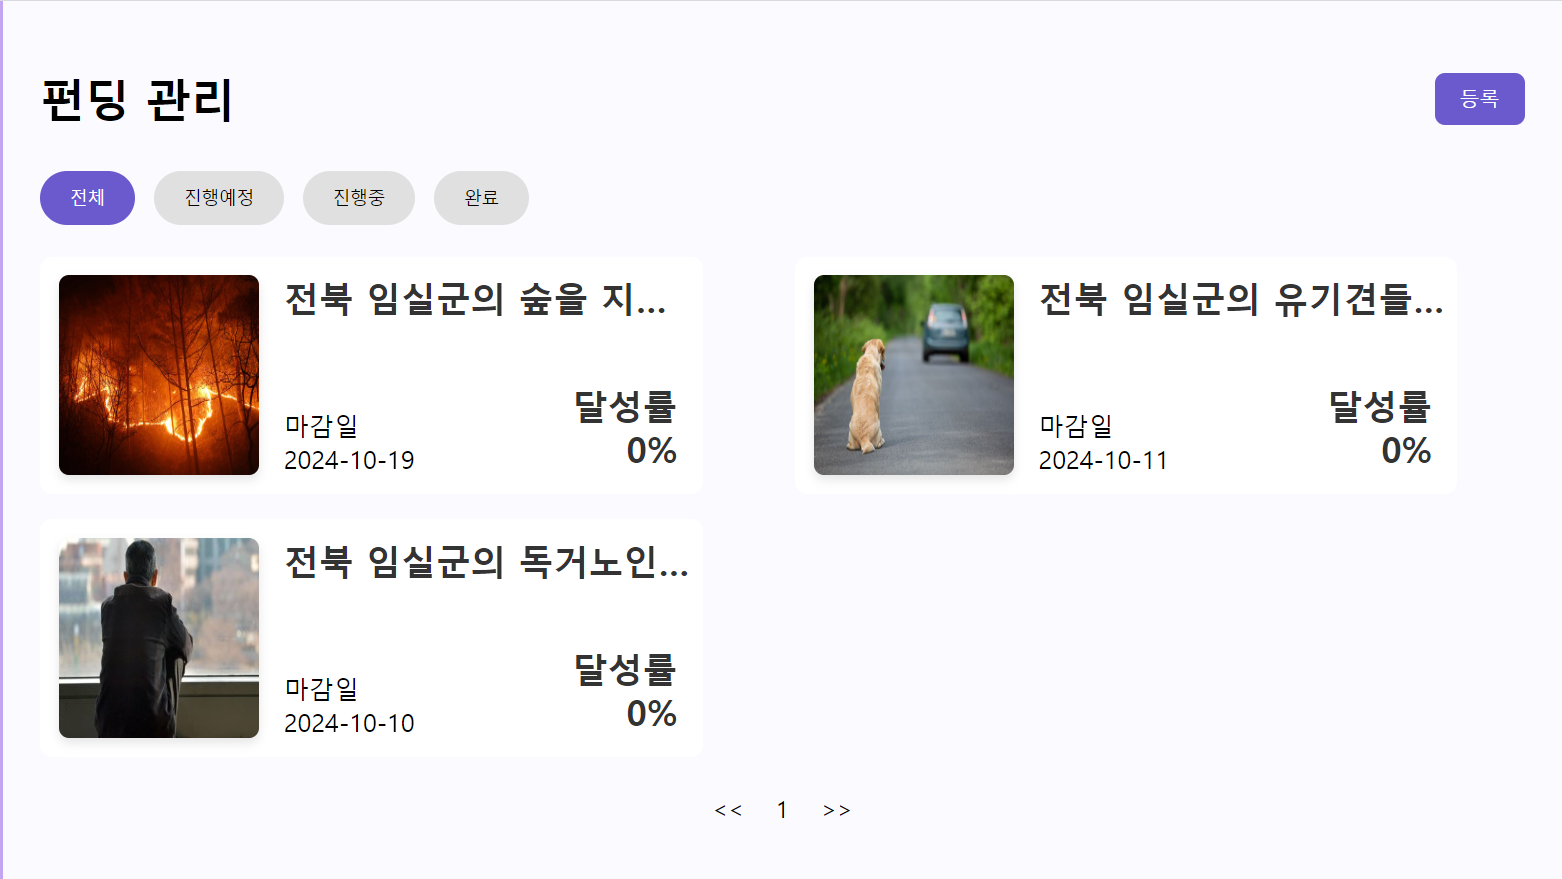 펀딩 관리
등록
전체
진행예정
진행중
완료
전북 임실군의 숲을 지...
마감일
2024-10-19
달성률
0%
전북 임실군의 유기견들...
마감일
2024-10-11
달성률
0%
전북 임실군의 독거노인...
마감일
2024-10-10
달성률
0%
<< 1 >>